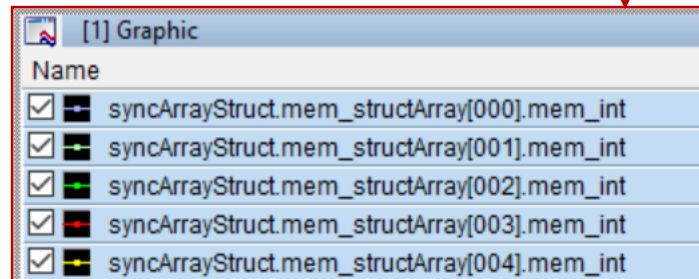 [1] Graphic
Name
syncArrayStruct.mem_structArray[000].mem_int
syncArrayStruct.mem_structArray[001].mem_int
syncArrayStruct.mem_structArray[002].mem_int
syncArrayStruct.mem_structArray[003].mem_int
syncArrayStruct.mem_structArray[004].mem_int